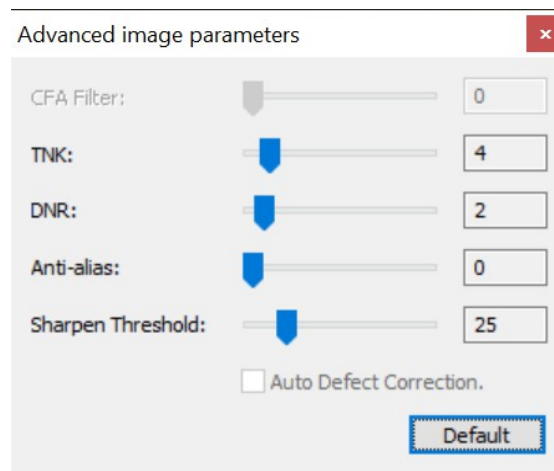 Advanced image parameters
CFA Filter: 0
TNK: 4
DNR: 2
Anti-alias: 0
Sharpen Threshold: 25
Auto Defect Correction.
Default